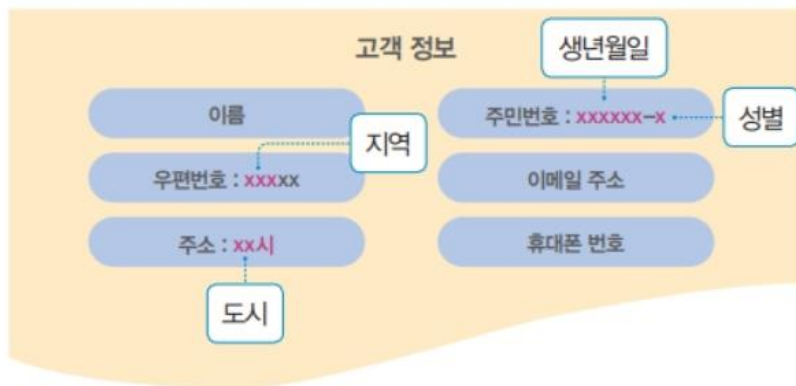 고객 정보
생년월일
이름
주민번호 : xxxxxx-x
성별
지역
우편번호 : xxxxx
이메일 주소
주소 : xx시
휴대폰 번호
도시